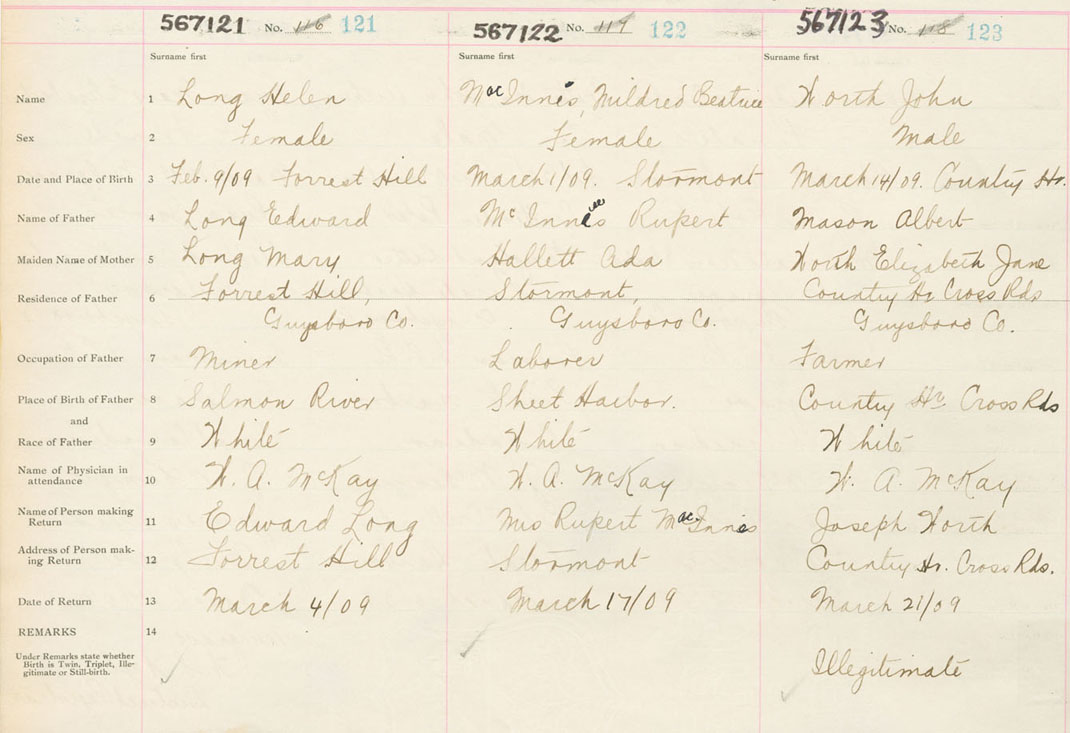 567121 No. 116 121 567122 No. 117 122 567123 No. 118 123
Surname first Surname first Surname first
Name 1 Long Helen MacInnis, Mildred Beatrice North John
Sex 2 Female Female Male
Date and Place of Birth 3 Feb. 9/09 Forrest Hill March 1/09. Stormont March 14/09. Country Hr.
Name of Father 4 Long Edward Mc Rupert Mason Albert
Maiden Name of Mother 5 Long Mary Hallett Ada North Elizabeth Jane
Residence of Father 6 Forrest Hill, Stormont, Country Hr Cross Rds
Guysboro Co. Guysboro Co. Guysboro Co.
Occupation of Father 7 Miner Laborer Farmer
Place of Birth of Father 8 Salmon River Sheet Harbor. Country Hr Cross Rds
and
Race of Father 9 White White White
Name of Physician in
attendance 10 W. A. McKay W. A. McKay W. A. McKay
Name of Person making
Return 11 Edward Long Mrs Rupert MacInnis Joseph North
Address of Person mak-
ing Return 12 Forrest Hill Stormont Country Hr. Cross Rds.
Date of Return 13 March 4/09 March 17/09 March 21/09
REMARKS 14
Under Remarks state whether
Birth is Twin, Triplet, Ille-
gitimate or Still-birth. Illegitimate